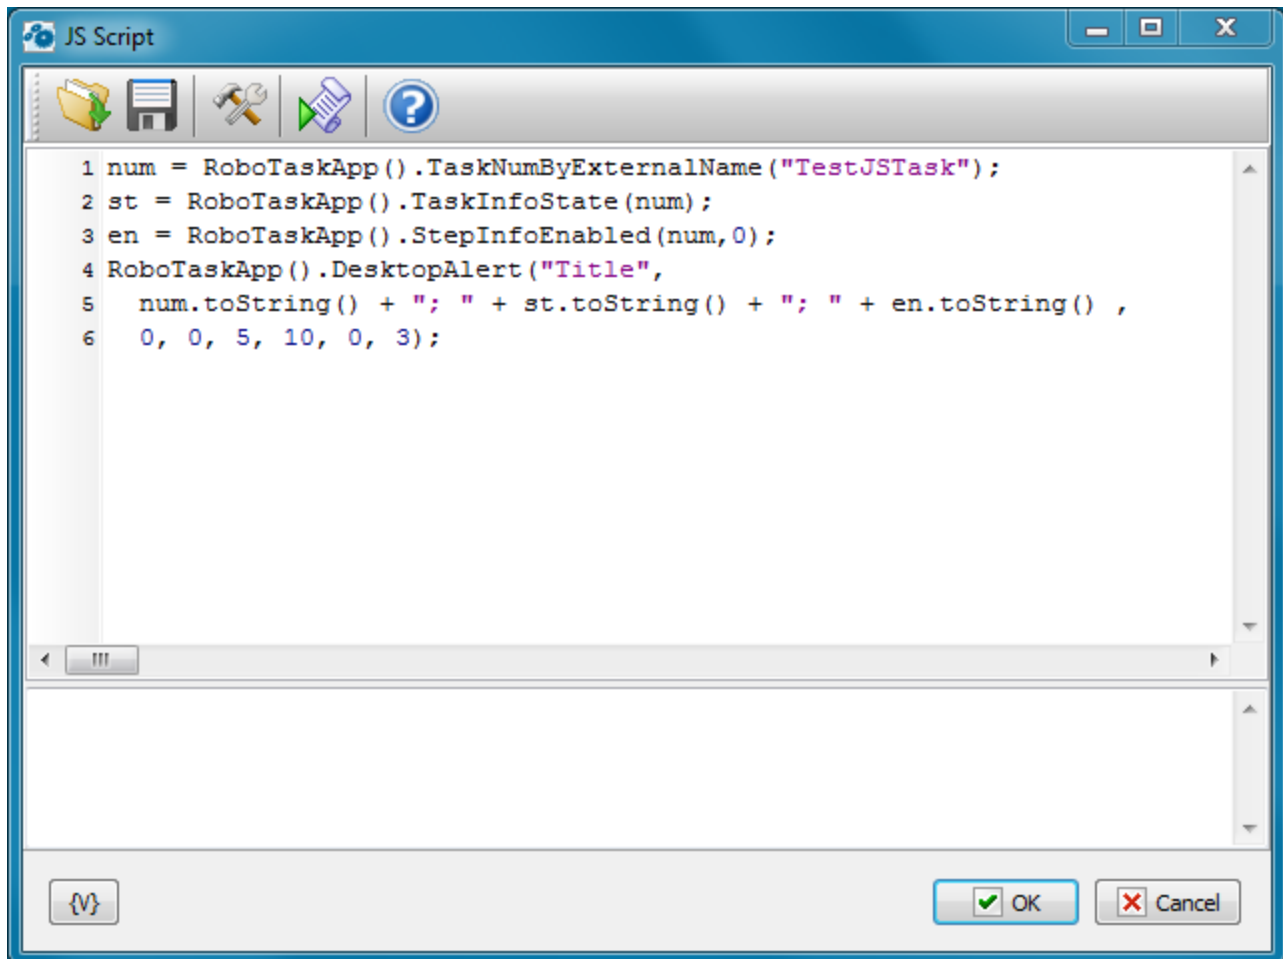 JS Script
1 num = RoboTaskApp().TaskNumByExternalName("TestJSTask");
2 st = RoboTaskApp().TaskInfoState(num);
3 en = RoboTaskApp().StepInfoEnabled(num,0);
4 RoboTaskApp().DesktopAlert("Title",
5   num.toString() + "; " + st.toString() + "; " + en.toString() ,
6   0, 0, 5, 10, 0, 3);
{V} OK Cancel